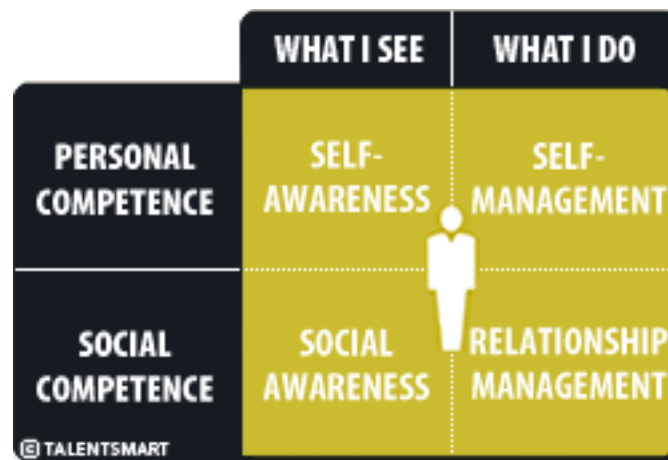 WHAT I SEE
WHAT I DO
PERSONAL
COMPETENCE
SELF-
AWARENESS
SELF-
MANAGEMENT
SOCIAL
COMPETENCE
SOCIAL
AWARENESS
RELATIONSHIP
MANAGEMENT
© TALENTSMART